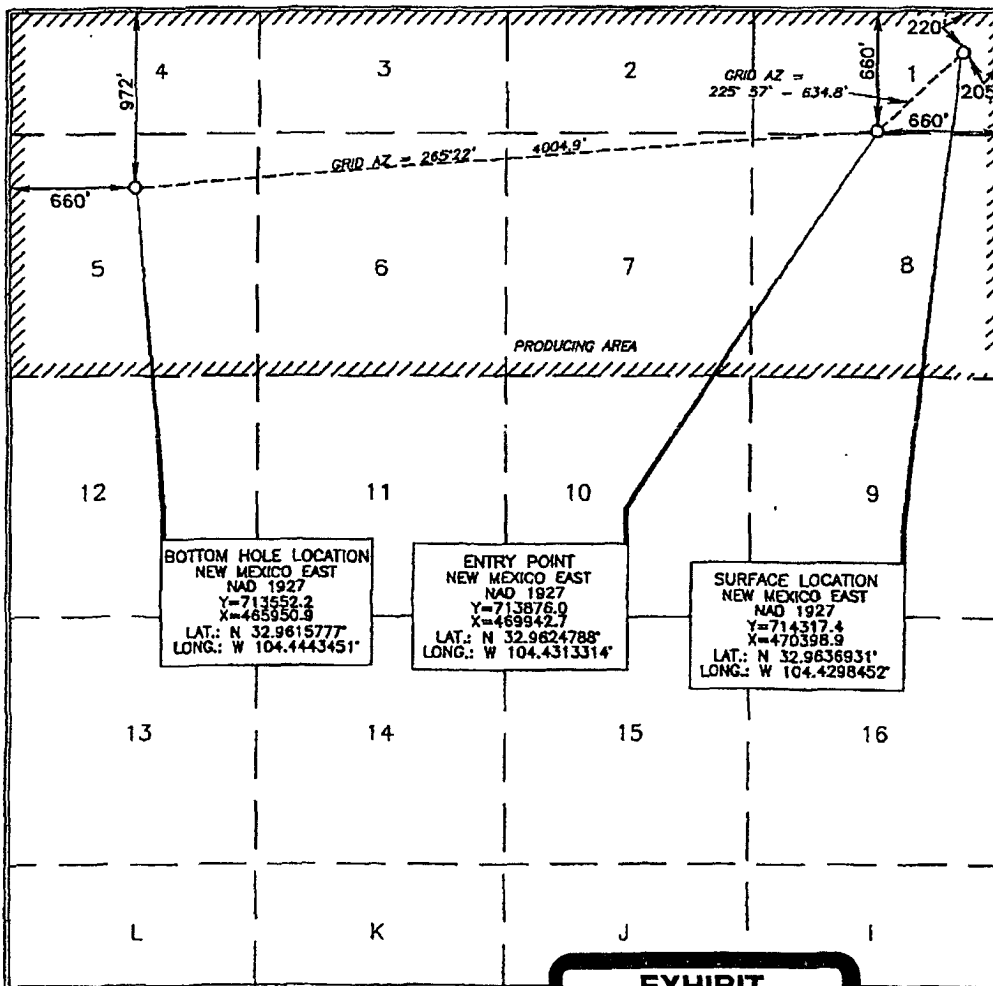 220'
4
3
2
1
972'
660'
GRID AZ =
225° 57' - 634.8'
205'
660'
GRID AZ = 265°22'
4004.9'
660'
5
6
7
8
PRODUCING AREA
12
11
10
9
BOTTOM HOLE LOCATION
NEW MEXICO EAST
NAD 1927
Y=713552.2
X=465950.9
LAT.: N 32.9615777°
LONG.: W 104.4443451°
ENTRY POINT
NEW MEXICO EAST
NAD 1927
Y=713876.0
X=469942.7
LAT.: N 32.9624788°
LONG.: W 104.4313314°
SURFACE LOCATION
NEW MEXICO EAST
NAD 1927
Y=714317.4
X=470398.9
LAT.: N 32.9636931°
LONG.: W 104.4298452°
13
14
15
16
L
K
J
I
EXHIBIT